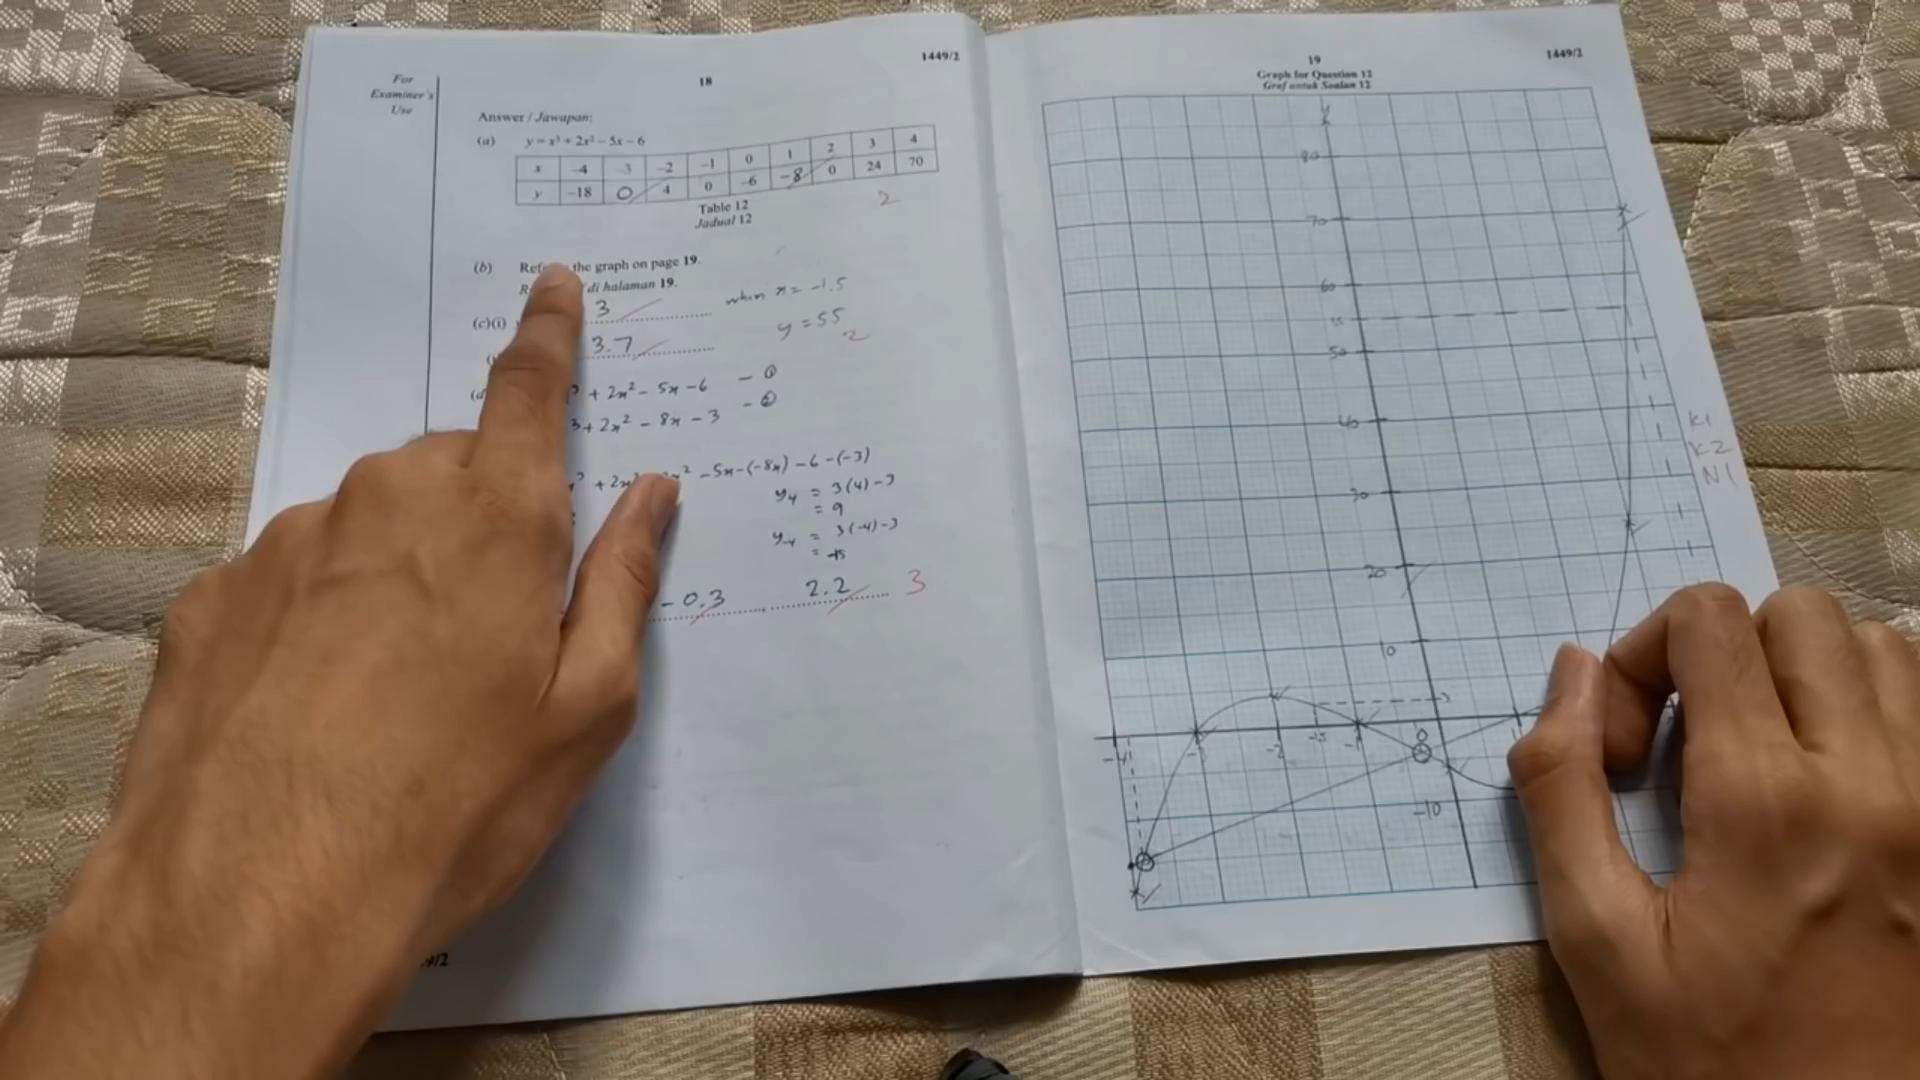 For
Examiner's
Use
18
1449/2
Answer / Jawapan:
(a) y = x³ + 2x² – 5x – 6
x -4 -3 -2 -1 0 1 2 3 4
y -18 0 4 0 -6 -8 0 24 70
2
Table 12
Jadual 12
(b) the graph on page 19.
di halaman 19.
(c)(i) 3
when x = -1.5
3.7
y = 55
2
+ 2x² - 5x - 6 - ①
3 + 2x² - 8x - 3 - ②
- 5x - (-8x) - 6 - (-3)
y4 = 3(4) - 3
= 9
y-4 = 3(-4) - 3
= -15
- 0.3 , 2.2 3
19
1449/2
Graph for Question 12
Graf untuk Soalan 12
y
80
70
60
55
50
40
K1
K2
N1
30
20
10
-4 -3 -2 -1.5 -1 0
-10